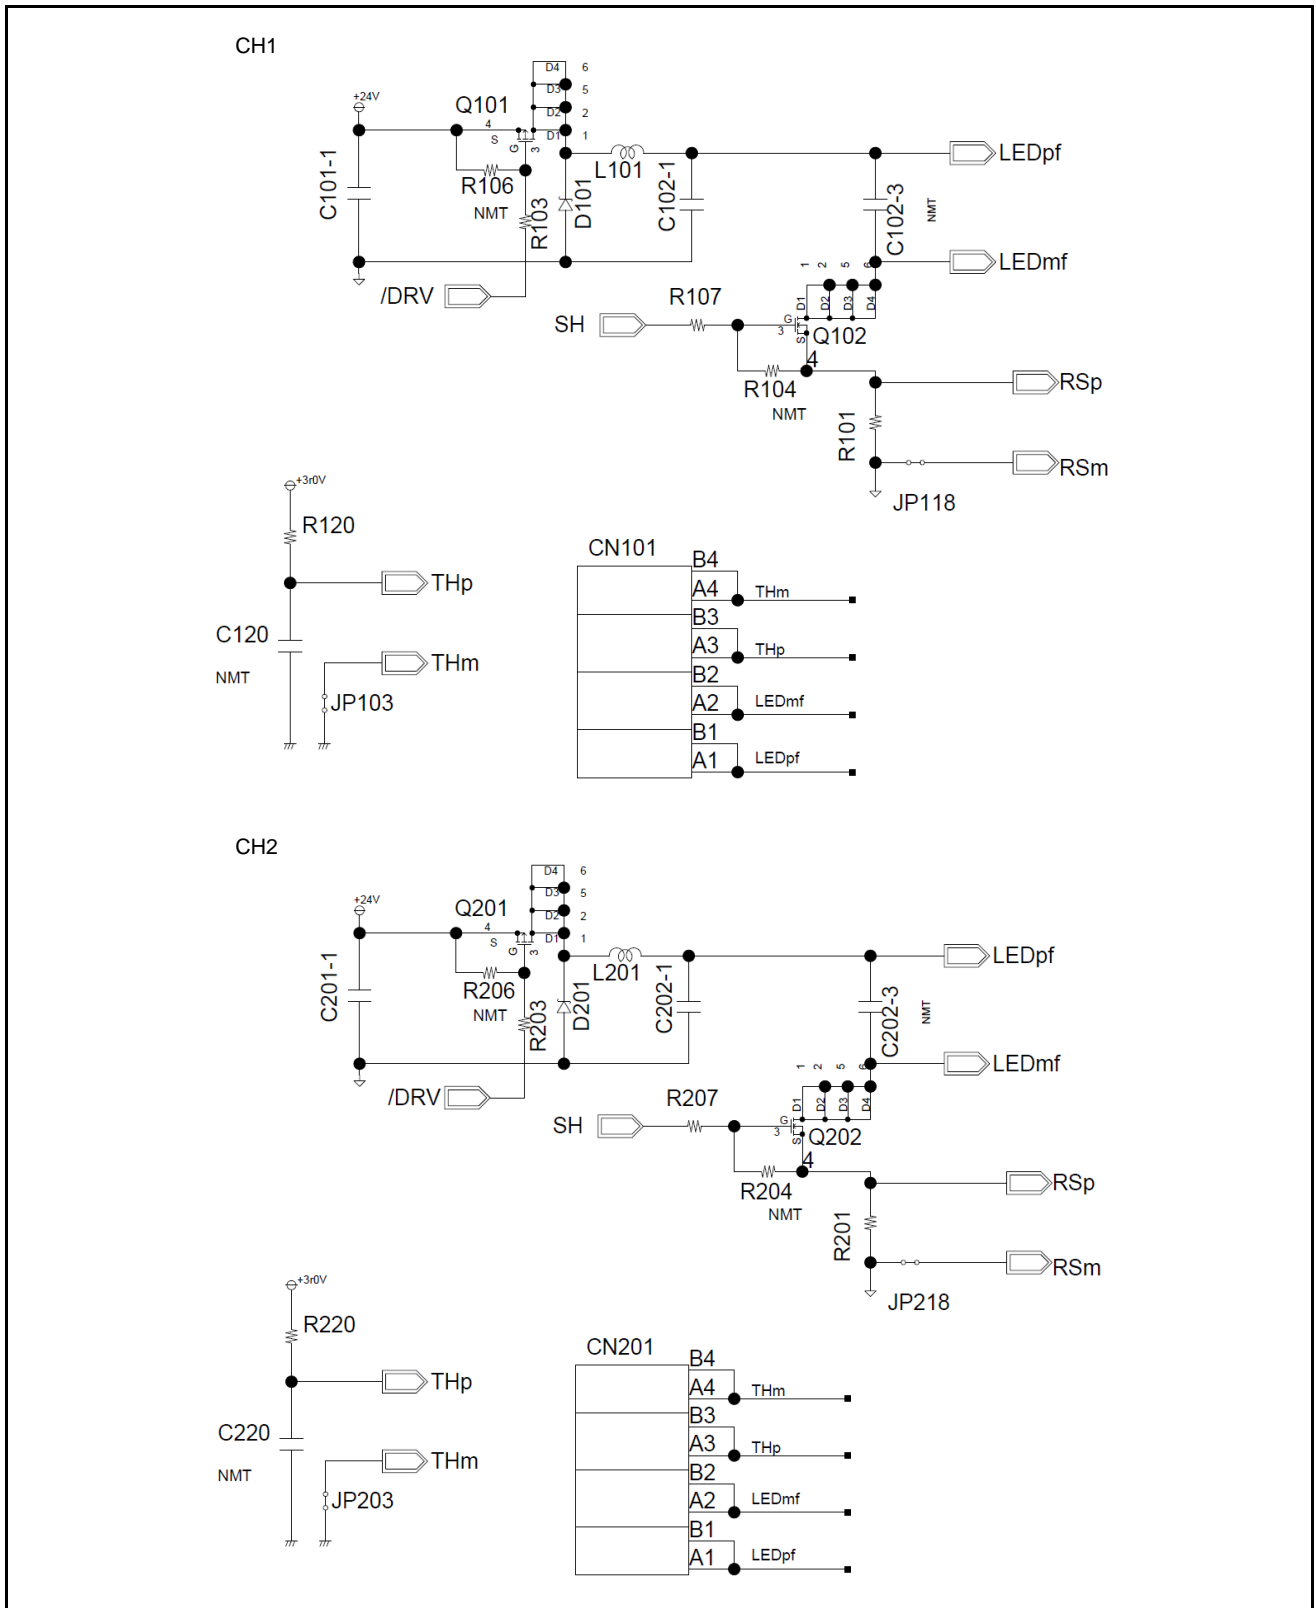 CH1
D4 6
+24V
D3 5
Q101
D2 2
4
D1 1
S
G
3
LEDpf
L101
C101-1
R106
C102-1
NMT
R103
D101
C102-3
NMT
LEDmf
1 2 5 6
/DRV
R107
D1 D2 D3 D4
SH
G
3
S
Q102
4
R104
RSp
NMT
R101
RSm
JP118
+3r0V
R120
CN101
B4
THp
A4 THm
B3
C120
A3 THp
THm
NMT
B2
JP103
A2 LEDmf
B1
A1 LEDpf
CH2
D4 6
+24V
D3 5
Q201
D2 2
4
D1 1
S
G
3
LEDpf
L201
C201-1
R206
C202-1
NMT
R203
D201
C202-3
NMT
LEDmf
1 2 5 6
/DRV
R207
D1 D2 D3 D4
SH
G
3
S
Q202
4
R204
RSp
NMT
R201
RSm
JP218
+3r0V
R220
CN201
B4
THp
A4 THm
B3
C220
A3 THp
THm
NMT
B2
JP203
A2 LEDmf
B1
A1 LEDpf